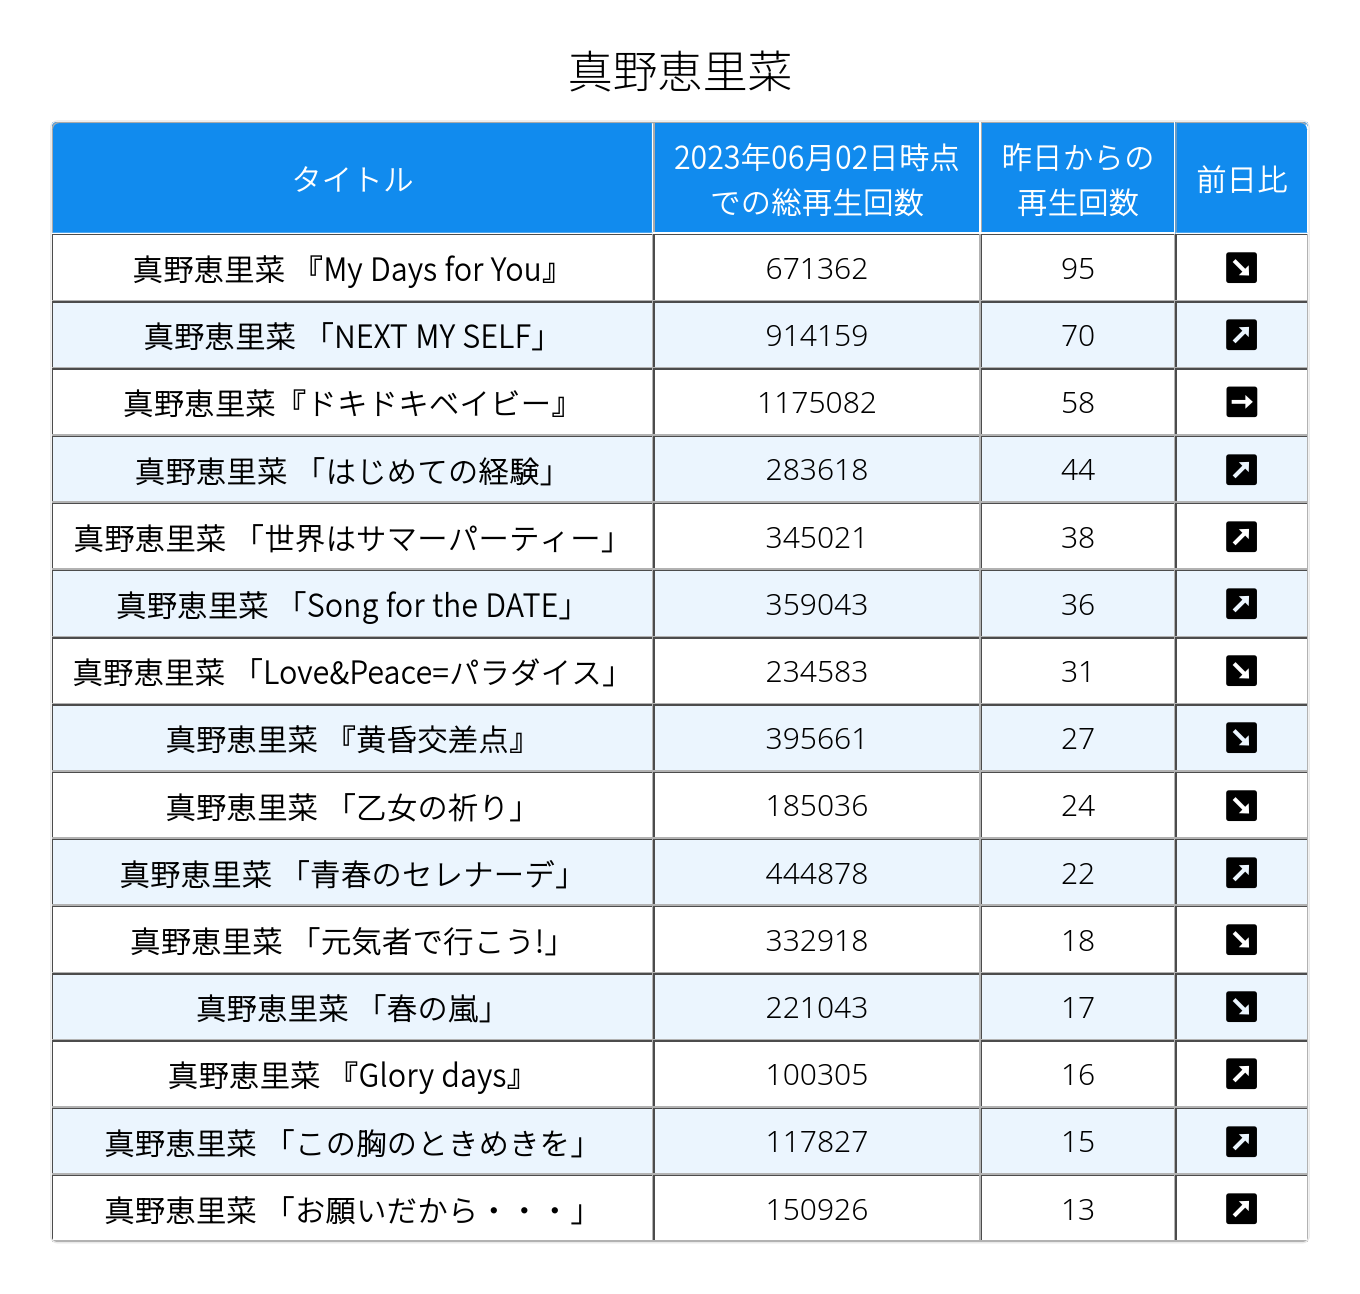 真野恵里菜
タイトル
2023年06月02日時点
での総再生回数
昨日からの
再生回数
前日比
真野恵里菜 『My Days for You』 671362 95 ↘
真野恵里菜 「NEXT MY SELF」 914159 70 ↗
真野恵里菜『ドキドキベイビー』 1175082 58 →
真野恵里菜 「はじめての経験」 283618 44 ↗
真野恵里菜 「世界はサマーパーティー」 345021 38 ↗
真野恵里菜 「Song for the DATE」 359043 36 ↗
真野恵里菜 「Love&Peace=パラダイス」 234583 31 ↘
真野恵里菜 『黄昏交差点』 395661 27 ↘
真野恵里菜 「乙女の祈り」 185036 24 ↘
真野恵里菜 「青春のセレナーデ」 444878 22 ↗
真野恵里菜 「元気者で行こう!」 332918 18 ↘
真野恵里菜 「春の嵐」 221043 17 ↘
真野恵里菜 『Glory days』 100305 16 ↗
真野恵里菜 「この胸のときめきを」 117827 15 ↗
真野恵里菜 「お願いだから・・・」 150926 13 ↗